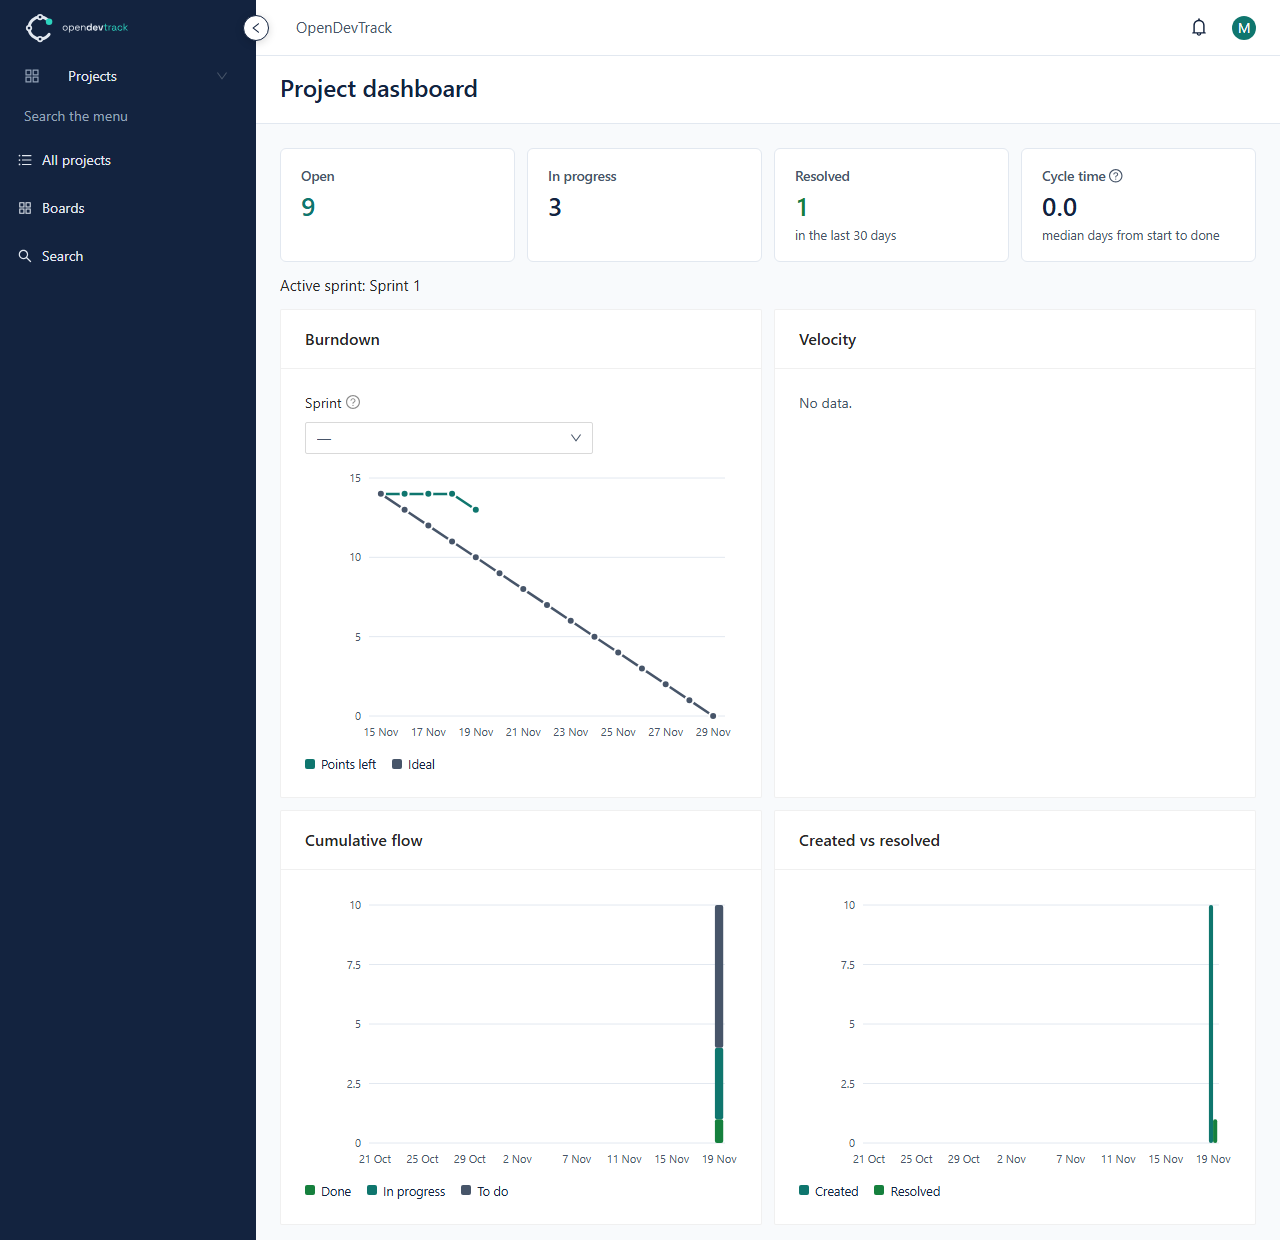 opendevtrack
OpenDevTrack
M
Projects
Search the menu
All projects
Boards
Search
Project dashboard
Open
9
In progress
3
Resolved
1
in the last 30 days
Cycle time
0.0
median days from start to done
Active sprint: Sprint 1
Burndown
Sprint
—
15
10
5
0
15 Nov 17 Nov 19 Nov 21 Nov 23 Nov 25 Nov 27 Nov 29 Nov
Points left Ideal
Velocity
No data.
Cumulative flow
10
7.5
5
2.5
0
21 Oct 25 Oct 29 Oct 2 Nov 7 Nov 11 Nov 15 Nov 19 Nov
Done In progress To do
Created vs resolved
10
7.5
5
2.5
0
21 Oct 25 Oct 29 Oct 2 Nov 7 Nov 11 Nov 15 Nov 19 Nov
Created Resolved